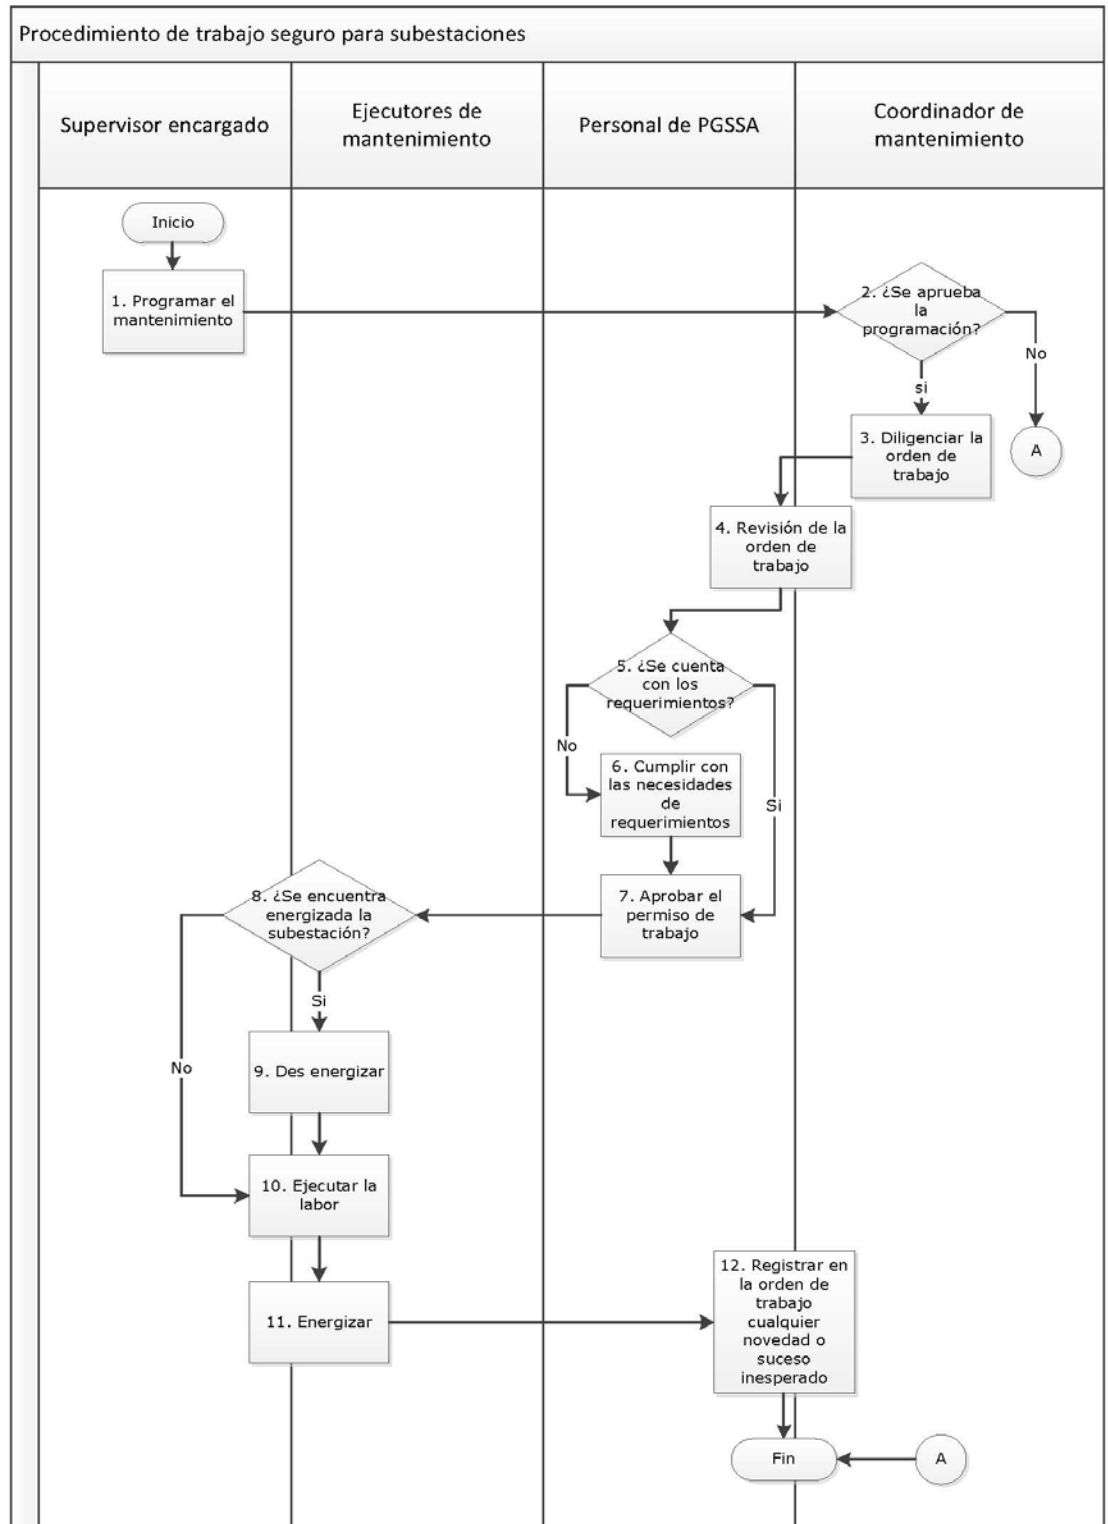 Procedimiento de trabajo seguro para subestaciones
Supervisor encargado
Ejecutores de
mantenimiento
Personal de PGSSA
Coordinador de
mantenimiento
Inicio
1. Programar el
mantenimiento
2. ¿Se aprueba
la
programación?
No
si
3. Diligenciar la
orden de
trabajo
A
4. Revisión de la
orden de
trabajo
5. ¿Se cuenta
con los
requerimientos?
No
6. Cumplir con
las necesidades
de
requerimientos
Si
7. Aprobar el
permiso de
trabajo
8. ¿Se encuentra
energizada la
subestación?
Si
No
9. Des energizar
10. Ejecutar la
labor
11. Energizar
12. Registrar en
la orden de
trabajo
cualquier
novedad o
suceso
inesperado
Fin
A